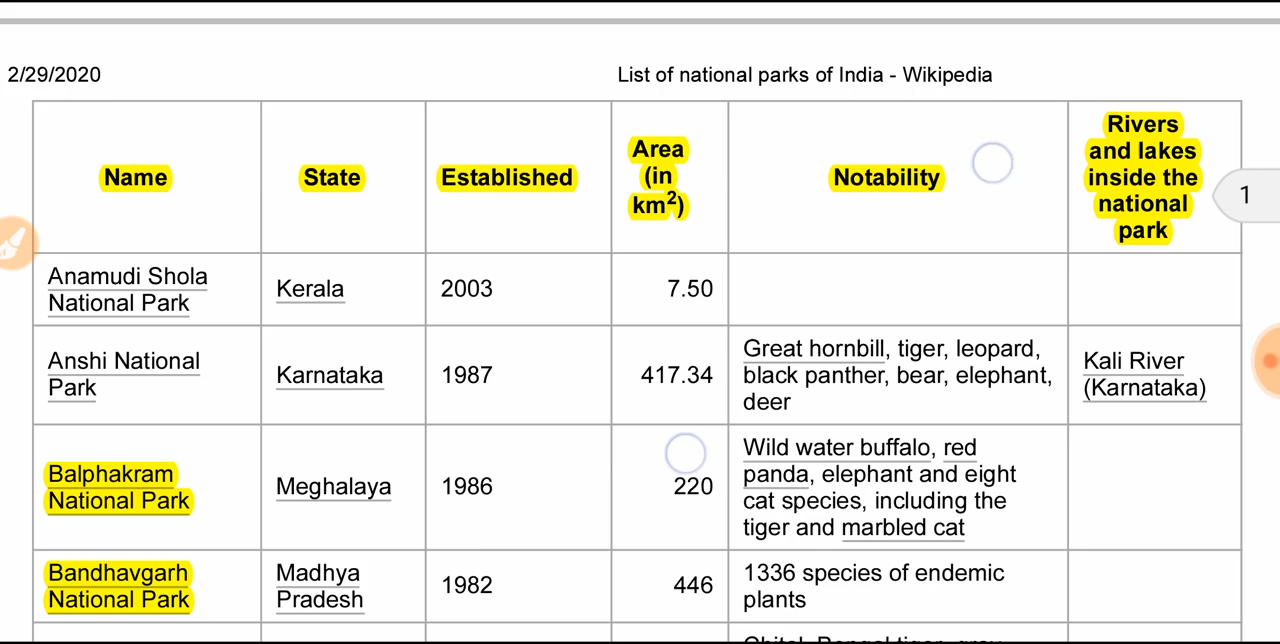 2/29/2020
List of national parks of India - Wikipedia
Name
State
Established
Area
(in
km²)
Notability
Rivers
and lakes
inside the
national
park
1
Anamudi Shola
National Park
Kerala
2003
7.50
Anshi National
Park
Karnataka
1987
417.34
Great hornbill, tiger, leopard,
black panther, bear, elephant,
deer
Kali River
(Karnataka)
Balphakram
National Park
Meghalaya
1986
220
Wild water buffalo, red
panda, elephant and eight
cat species, including the
tiger and marbled cat
Bandhavgarh
National Park
Madhya
Pradesh
1982
446
1336 species of endemic
plants